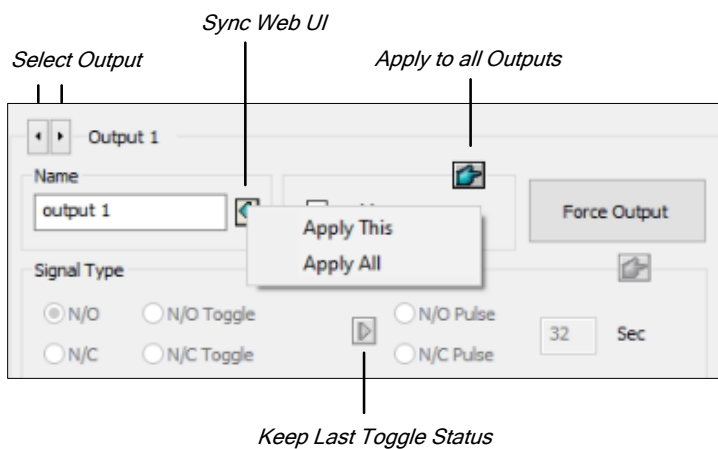 Sync Web UI
Select Output
Apply to all Outputs
Output 1
Name
output 1
Apply This
Apply All
Force Output
Signal Type
N/O
N/O Toggle
N/O Pulse
32
Sec
N/C
N/C Toggle
N/C Pulse
Keep Last Toggle Status